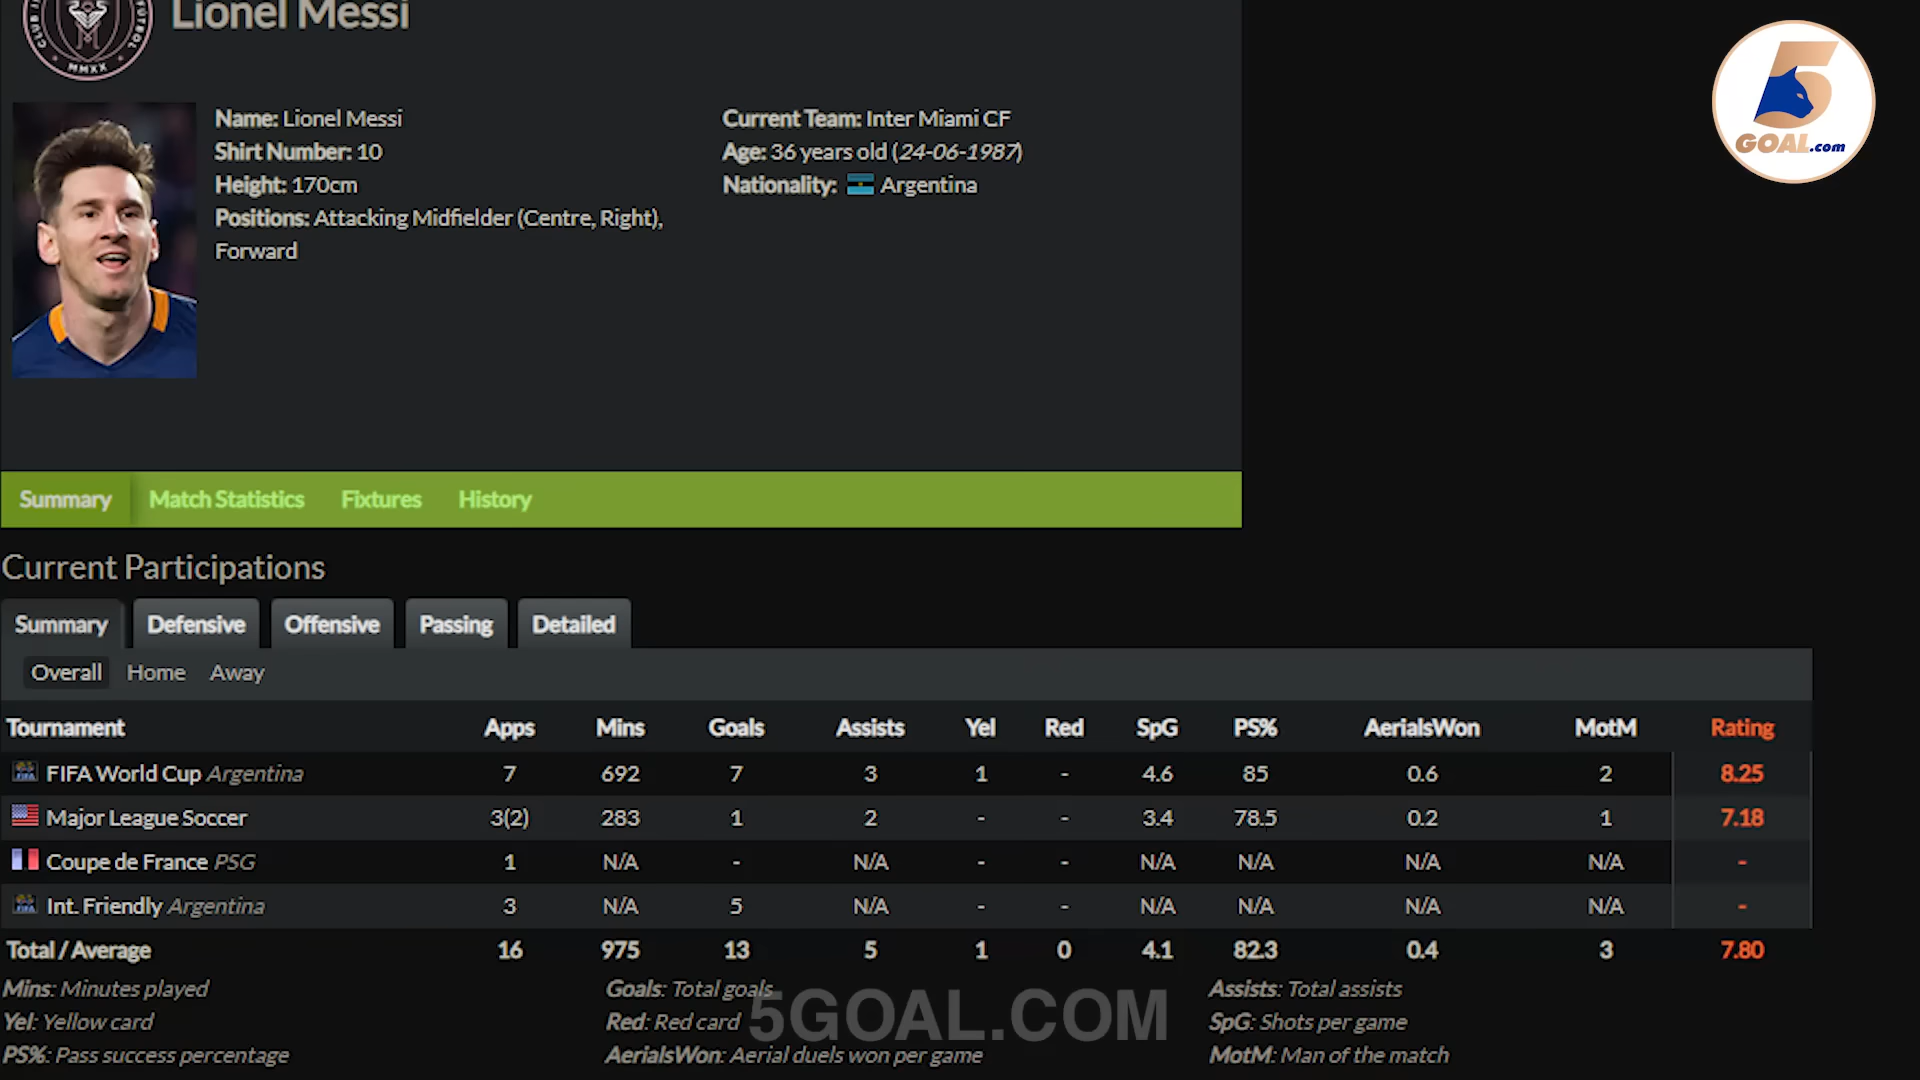 Lionel Messi
MMXX
5
GOAL.com
Name: Lionel Messi
Shirt Number: 10
Height: 170cm
Positions: Attacking Midfielder (Centre, Right),
Forward
Current Team: Inter Miami CF
Age: 36 years old (24-06-1987)
Nationality: Argentina
Summary Match Statistics Fixtures History
Current Participations
Summary Defensive Offensive Passing Detailed
Overall Home Away
Tournament Apps Mins Goals Assists Yel Red SpG PS% AerialsWon MotM Rating
FIFA World Cup Argentina 7 692 7 3 1 - 4.6 85 0.6 2 8.25
Major League Soccer 3(2) 283 1 2 - - 3.4 78.5 0.2 1 7.18
Coupe de France PSG 1 N/A - N/A - - N/A N/A N/A N/A -
Int. Friendly Argentina 3 N/A 5 N/A - - N/A N/A N/A N/A -
Total / Average 16 975 13 5 1 0 4.1 82.3 0.4 3 7.80
Mins: Minutes played Goals: Total goals Assists: Total assists
Yel: Yellow card Red: Red card SpG: Shots per game
PS%: Pass success percentage AerialsWon: Aerial duels won per game MotM: Man of the match
5GOAL.COM